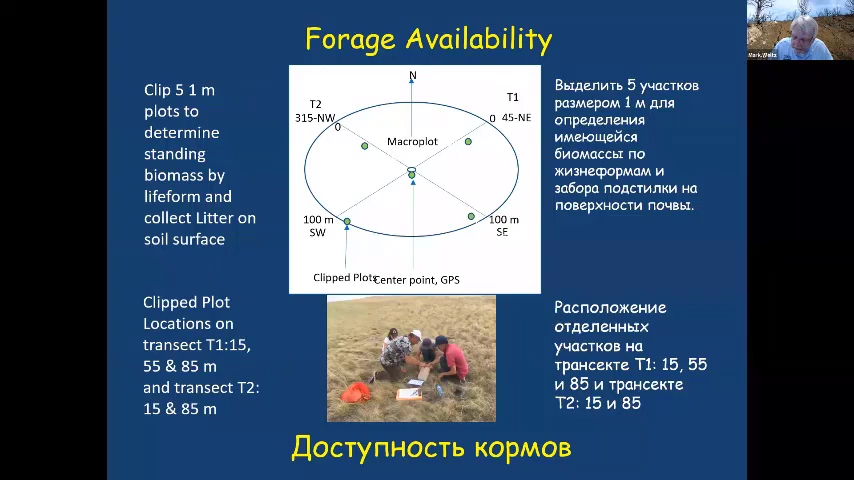 Forage Availability
Mark.Weltz
Clip 5 1 m
plots to
determine
standing
biomass by
lifeform and
collect Litter on
soil surface
N
T2
315-NW
0
T1
0 45-NE
Macroplot
100 m
SW
100 m
SE
Clipped Plots
Center point, GPS
Выделить 5 участков
размером 1 м для
определения
имеющейся
биомассы по
жизнеформам и
забора подстилки на
поверхности почвы.
Clipped Plot
Locations on
transect T1:15,
55 & 85 m
and transect T2:
15 & 85 m
Расположение
отделенных
участков на
трансекте T1: 15, 55
и 85 и трансекте
T2: 15 и 85
Доступность кормов